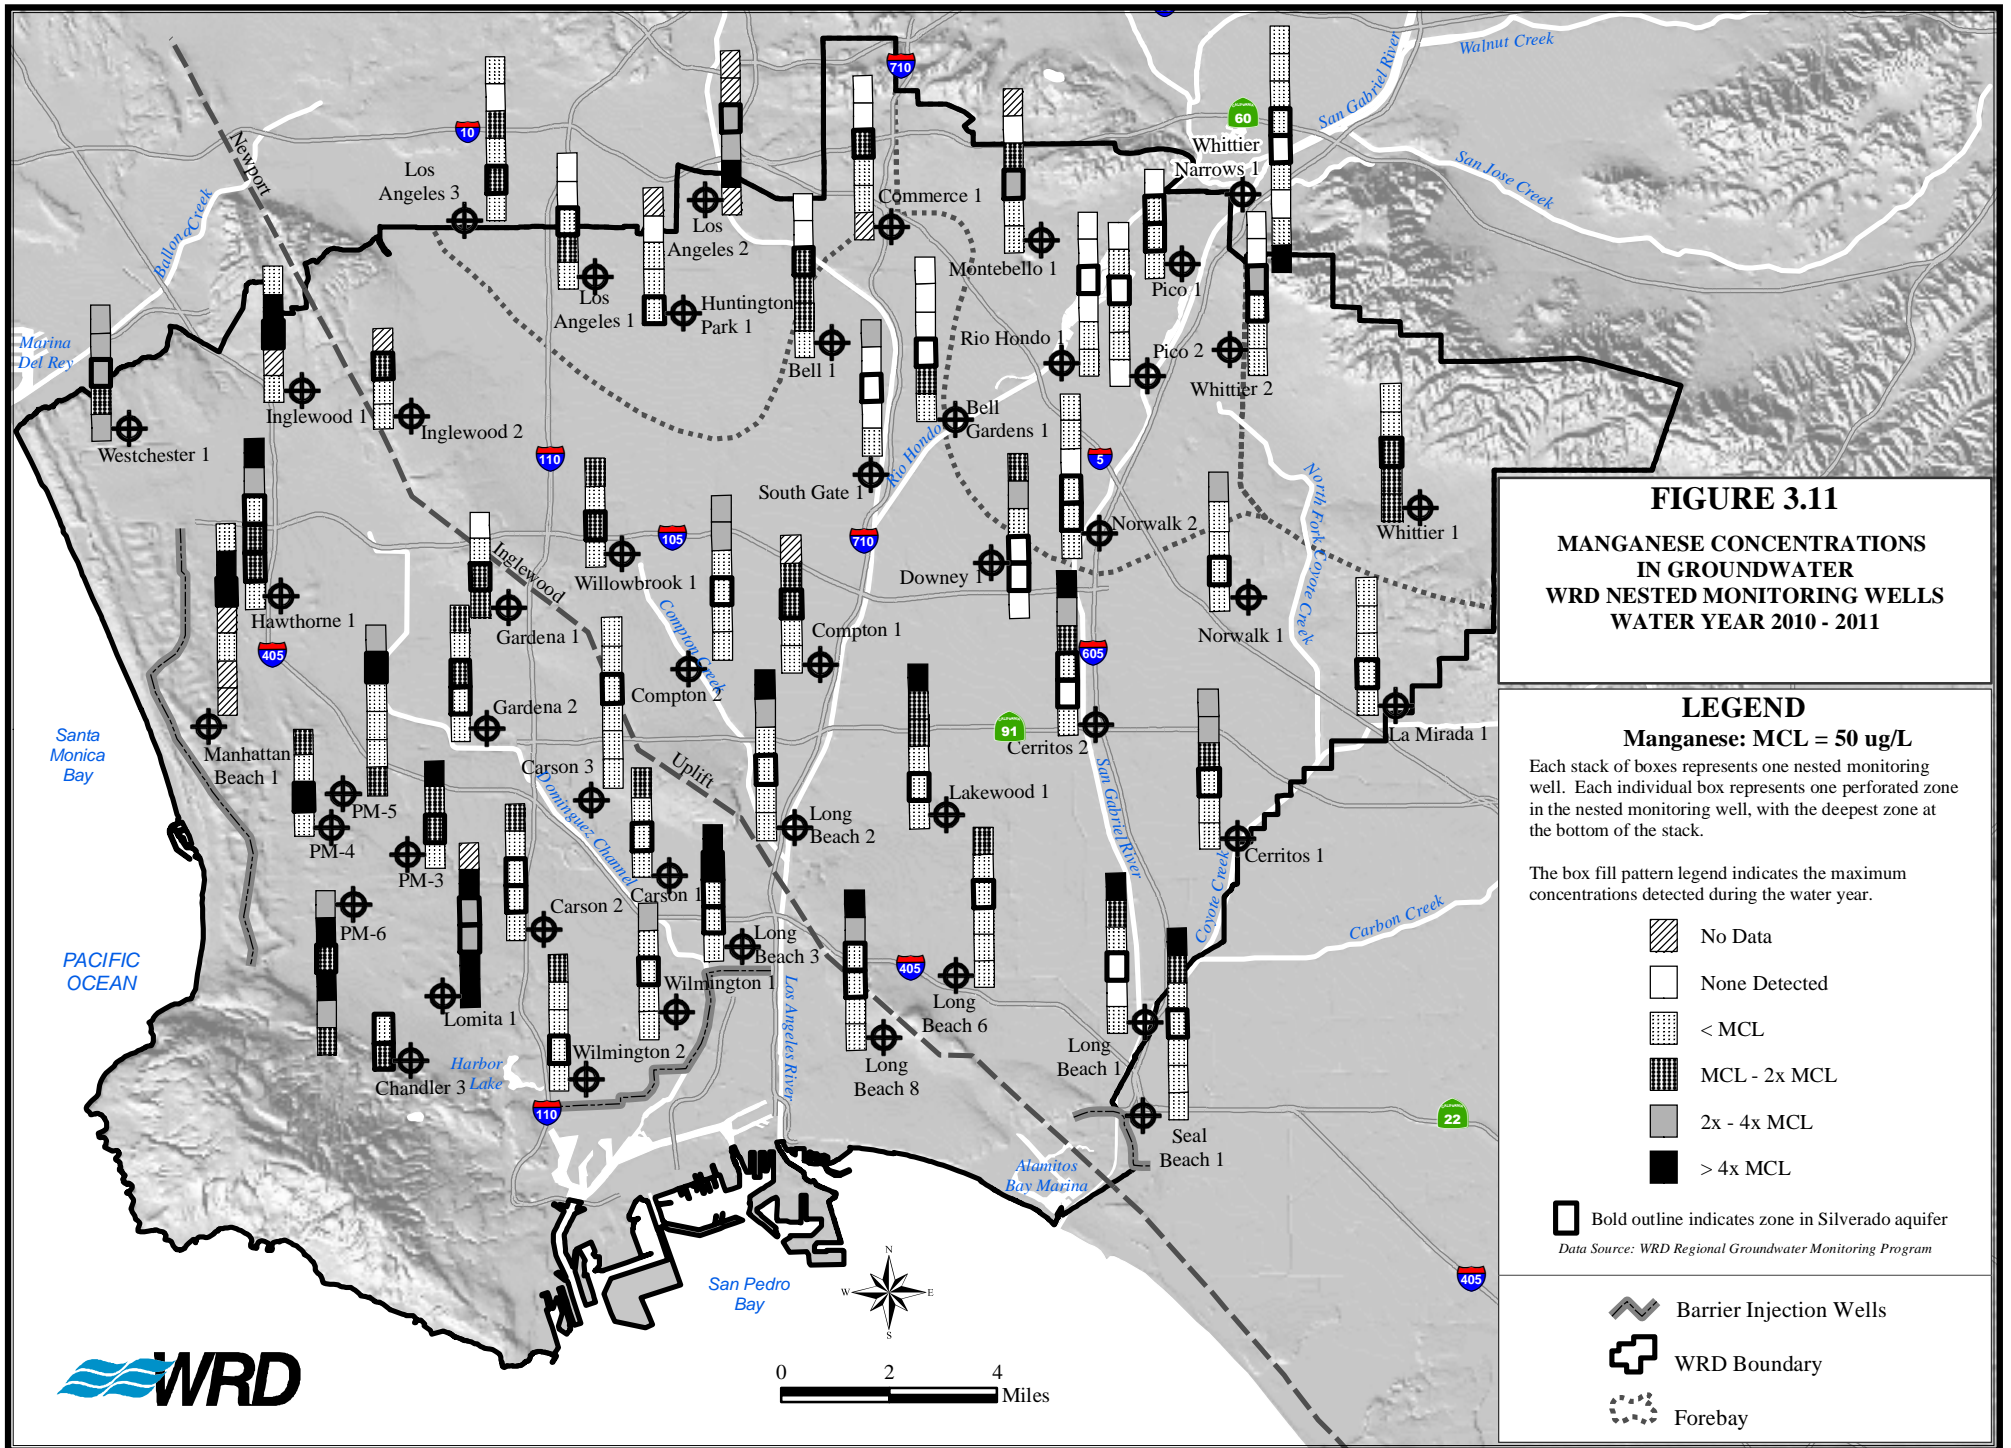 Walnut Creek
San Gabriel River
710
10
CALIFORNIA
60
Newport
Whittier
Narrows 1
San Jose Creek
Los
Angeles 3
Ballona Creek
Commerce 1
Los
Angeles 2
Montebello 1
Pico 1
Los
Angeles 1
Huntington
Park 1
Marina
Del Rey
Bell 1
Rio Hondo 1
Pico 2
Whittier 2
Inglewood 1
Inglewood 2
Bell
Gardens 1
Westchester 1
Rio Hondo
110
5
South Gate 1
North Fork Coyote Creek
Whittier 1
105
710
Norwalk 2
Inglewood
Willowbrook 1
Downey 1
Hawthorne 1
Gardena 1
Compton Creek
Compton 1
Norwalk 1
405
605
Compton 2
Gardena 2
CALIFORNIA
91
Cerritos 2
La Mirada 1
Santa
Monica
Bay
Manhattan
Beach 1
Carson 3
Uplift
Dominguez Channel
San Gabriel River
PM-5
Lakewood 1
Long
Beach 2
PM-4
PM-3
Cerritos 1
Carson 1
Coyote Creek
Carson 2
PM-6
Long
Beach 3
Carbon Creek
PACIFIC
OCEAN
405
Wilmington 1
Los Angeles River
Lomita 1
Long
Beach 6
Wilmington 2
Long
Beach 1
Harbor
Lake
Chandler 3
Long
Beach 8
110
CALIFORNIA
22
Seal
Beach 1
Alamitos
Bay Marina
San Pedro
Bay
405
N
W
E
S
0 2 4
Miles
WRD
FIGURE 3.11
MANGANESE CONCENTRATIONS
IN GROUNDWATER
WRD NESTED MONITORING WELLS
WATER YEAR 2010 - 2011
LEGEND
Manganese: MCL = 50 ug/L
Each stack of boxes represents one nested monitoring
well. Each individual box represents one perforated zone
in the nested monitoring well, with the deepest zone at
the bottom of the stack.
The box fill pattern legend indicates the maximum
concentrations detected during the water year.
No Data
None Detected
< MCL
MCL - 2x MCL
2x - 4x MCL
> 4x MCL
Bold outline indicates zone in Silverado aquifer
Data Source: WRD Regional Groundwater Monitoring Program
Barrier Injection Wells
WRD Boundary
Forebay